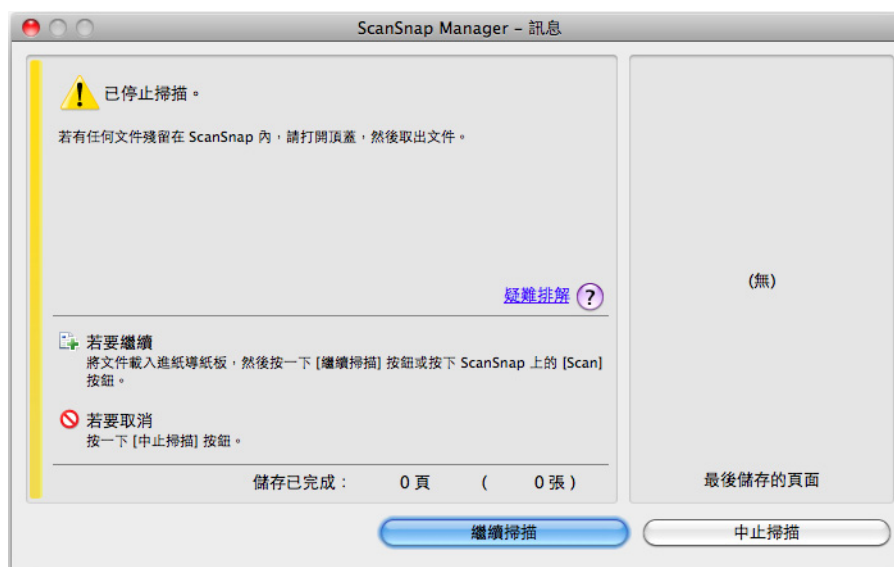 ScanSnap Manager – 訊息
已停止掃描。
若有任何文件殘留在 ScanSnap 內，請打開頂蓋，然後取出文件。
疑難排解 ?
(無)
若要繼續
將文件載入進紙導紙板，然後按一下 [繼續掃描] 按鈕或按下 ScanSnap 上的 [Scan]
按鈕。
若要取消
按一下 [中止掃描] 按鈕。
儲存已完成： 0 頁 ( 0 張 )
最後儲存的頁面
繼續掃描
中止掃描